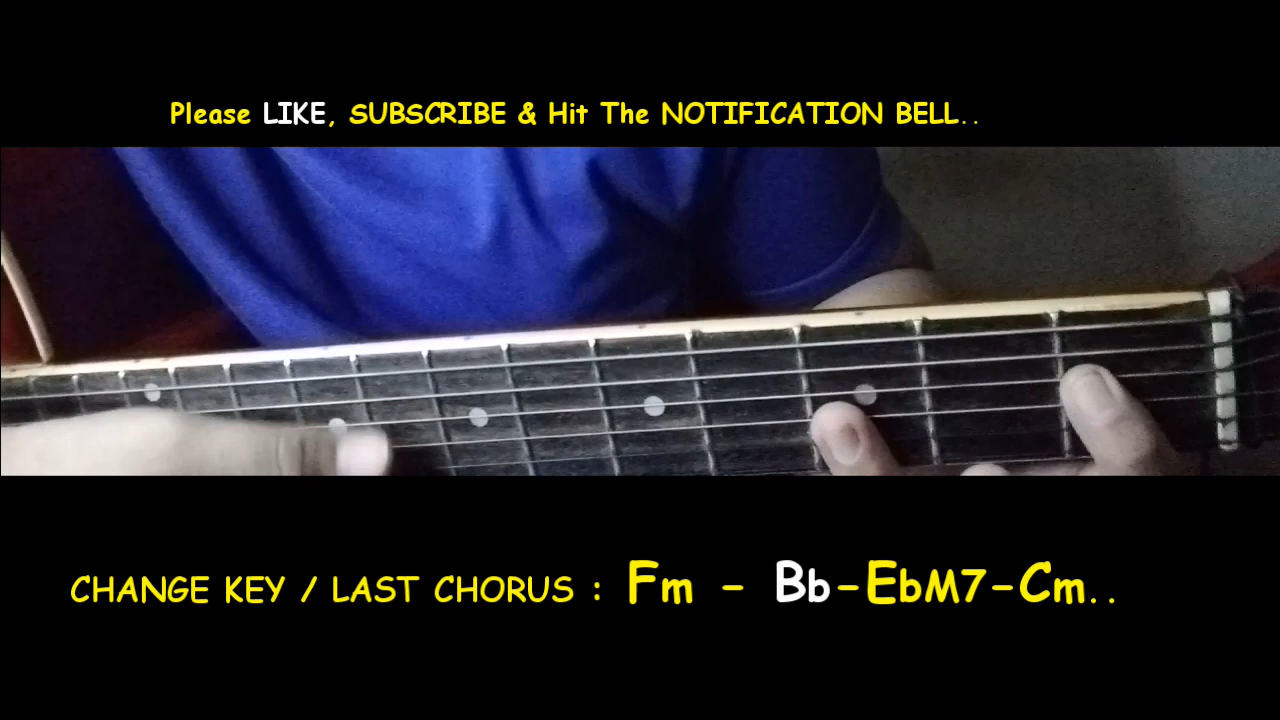 Please LIKE, SUBSCRIBE & Hit The NOTIFICATION BELL..
CHANGE KEY / LAST CHORUS : Fm - Bb-EbM7-Cm..